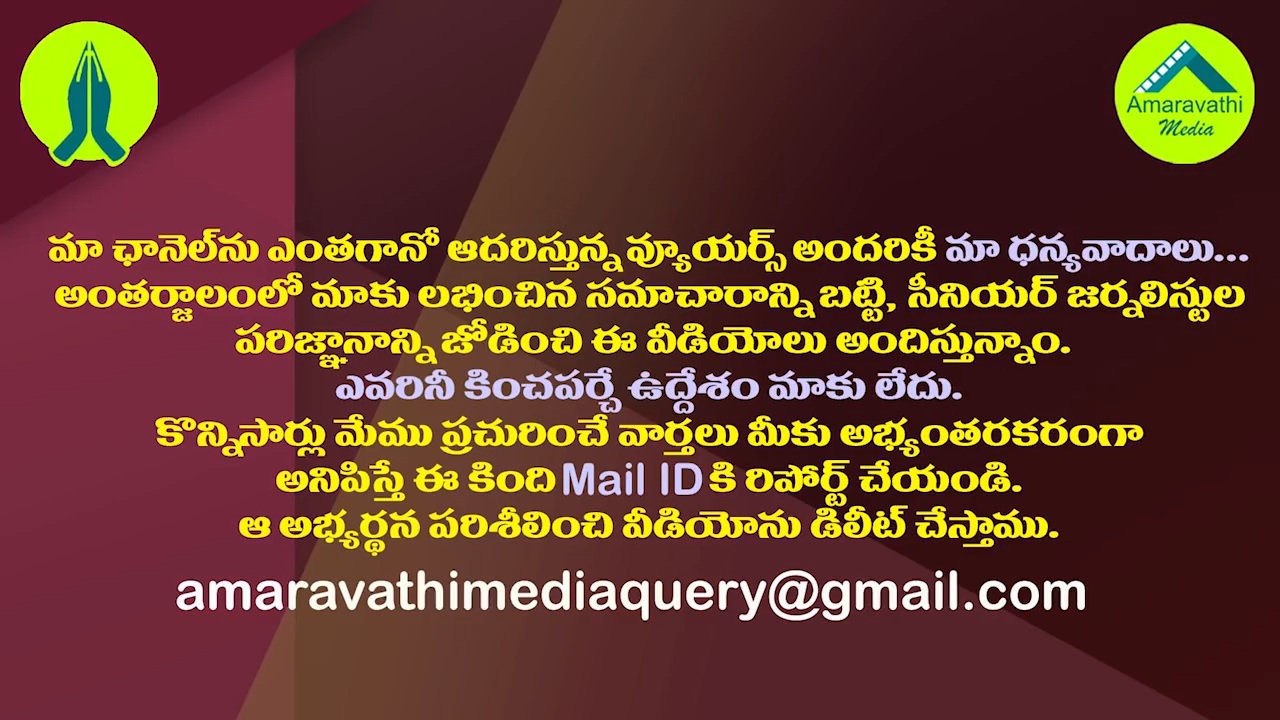 Amaravathi
Media
మా ఛానెల్‌ను ఎంతగానో ఆదరిస్తున్న వ్యూయర్స్ అందరికీ మా ధన్యవాదాలు...
అంతర్జాలంలో మాకు లభించిన సమాచారాన్ని బట్టి, సీనియర్ జర్నలిస్టుల
పరిజ్ఞానాన్ని జోడించి ఈ వీడియోలు అందిస్తున్నాం.
ఎవరినీ కించపర్చే ఉద్దేశం మాకు లేదు.
కొన్నిసార్లు మేము ప్రచురించే వార్తలు మీకు అభ్యంతరకరంగా
అనిపిస్తే ఈ కింది Mail ID కి రిపోర్ట్ చేయండి.
ఆ అభ్యర్థన పరిశీలించి వీడియోను డిలీట్ చేస్తాము.
amaravathimediaquery@gmail.com